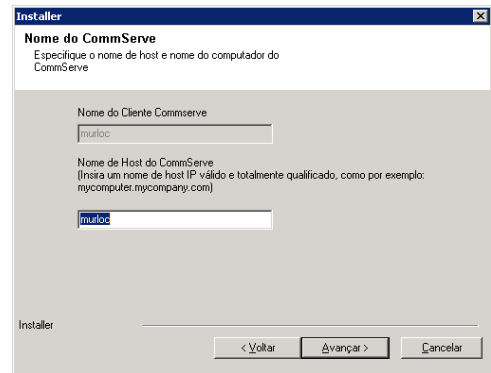 Installer
Nome do CommServe
Especifique o nome de host e nome do computador do
CommServe
Nome do Cliente Commserve
murloc
Nome de Host do CommServe
(Insira um nome de host IP válido e totalmente qualificado, como por exemplo:
mycomputer.mycompany.com)
murloc
Installer
< Voltar
Avançar >
Cancelar